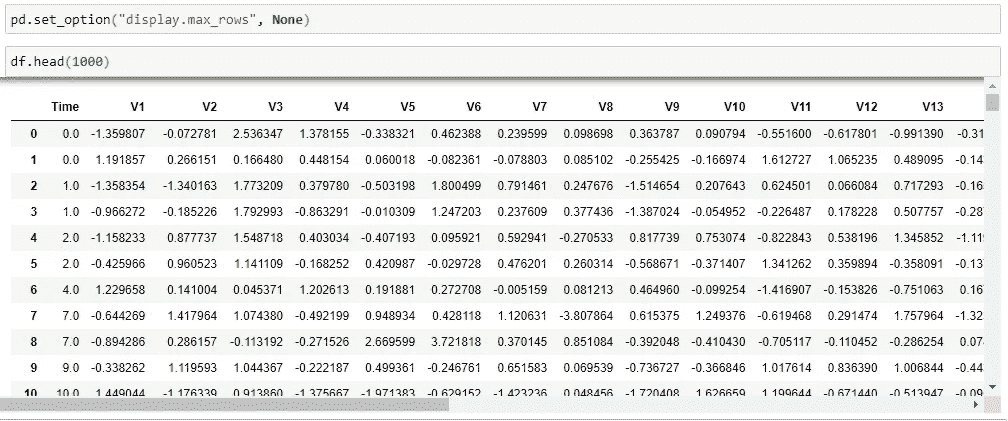 pd.set_option("display.max_rows", None)
df.head(1000)
Time V1 V2 V3 V4 V5 V6 V7 V8 V9 V10 V11 V12 V13
0 0.0 -1.359807 -0.072781 2.536347 1.378155 -0.338321 0.462388 0.239599 0.098698 0.363787 0.090794 -0.551600 -0.617801 -0.991390 -0.31
1 0.0 1.191857 0.266151 0.166480 0.448154 0.060018 -0.082361 -0.078803 0.085102 -0.255425 -0.166974 1.612727 1.065235 0.489095 -0.14
2 1.0 -1.358354 -1.340163 1.773209 0.379780 -0.503198 1.800499 0.791461 0.247676 -1.514654 0.207643 0.624501 0.066084 0.717293 -0.16
3 1.0 -0.966272 -0.185226 1.792993 -0.863291 -0.010309 1.247203 0.237609 0.377436 -1.387024 -0.054952 -0.226487 0.178228 0.507757 -0.28
4 2.0 -1.158233 0.877737 1.548718 0.403034 -0.407193 0.095921 0.592941 -0.270533 0.817739 0.753074 -0.822843 0.538196 1.345852 -1.11
5 2.0 -0.425966 0.960523 1.141109 -0.168252 0.420987 -0.029728 0.476201 0.260314 -0.568671 -0.371407 1.341262 0.359894 -0.358091 -0.13
6 4.0 1.229658 0.141004 0.045371 1.202613 0.191881 0.272708 -0.005159 0.081213 0.464960 -0.099254 -1.416907 -0.153826 -0.751063 0.16
7 7.0 -0.644269 1.417964 1.074380 -0.492199 0.948934 0.428118 1.120631 -3.807864 0.615375 1.249376 -0.619468 0.291474 1.757964 -1.32
8 7.0 -0.894286 0.286157 -0.113192 -0.271526 2.669599 3.721818 0.370145 0.851084 -0.392048 -0.410430 -0.705117 -0.110452 -0.286254 0.07
9 9.0 -0.338262 1.119593 1.044367 -0.222187 0.499361 -0.246761 0.651583 0.069539 -0.736727 -0.366846 1.017614 0.836390 1.006844 -0.44
10 10.0 1.449044 -1.176339 0.913860 -1.375667 -1.971383 -0.629152 -1.423236 0.048456 -1.720408 1.626659 1.199644 -0.671440 -0.513947 -0.09